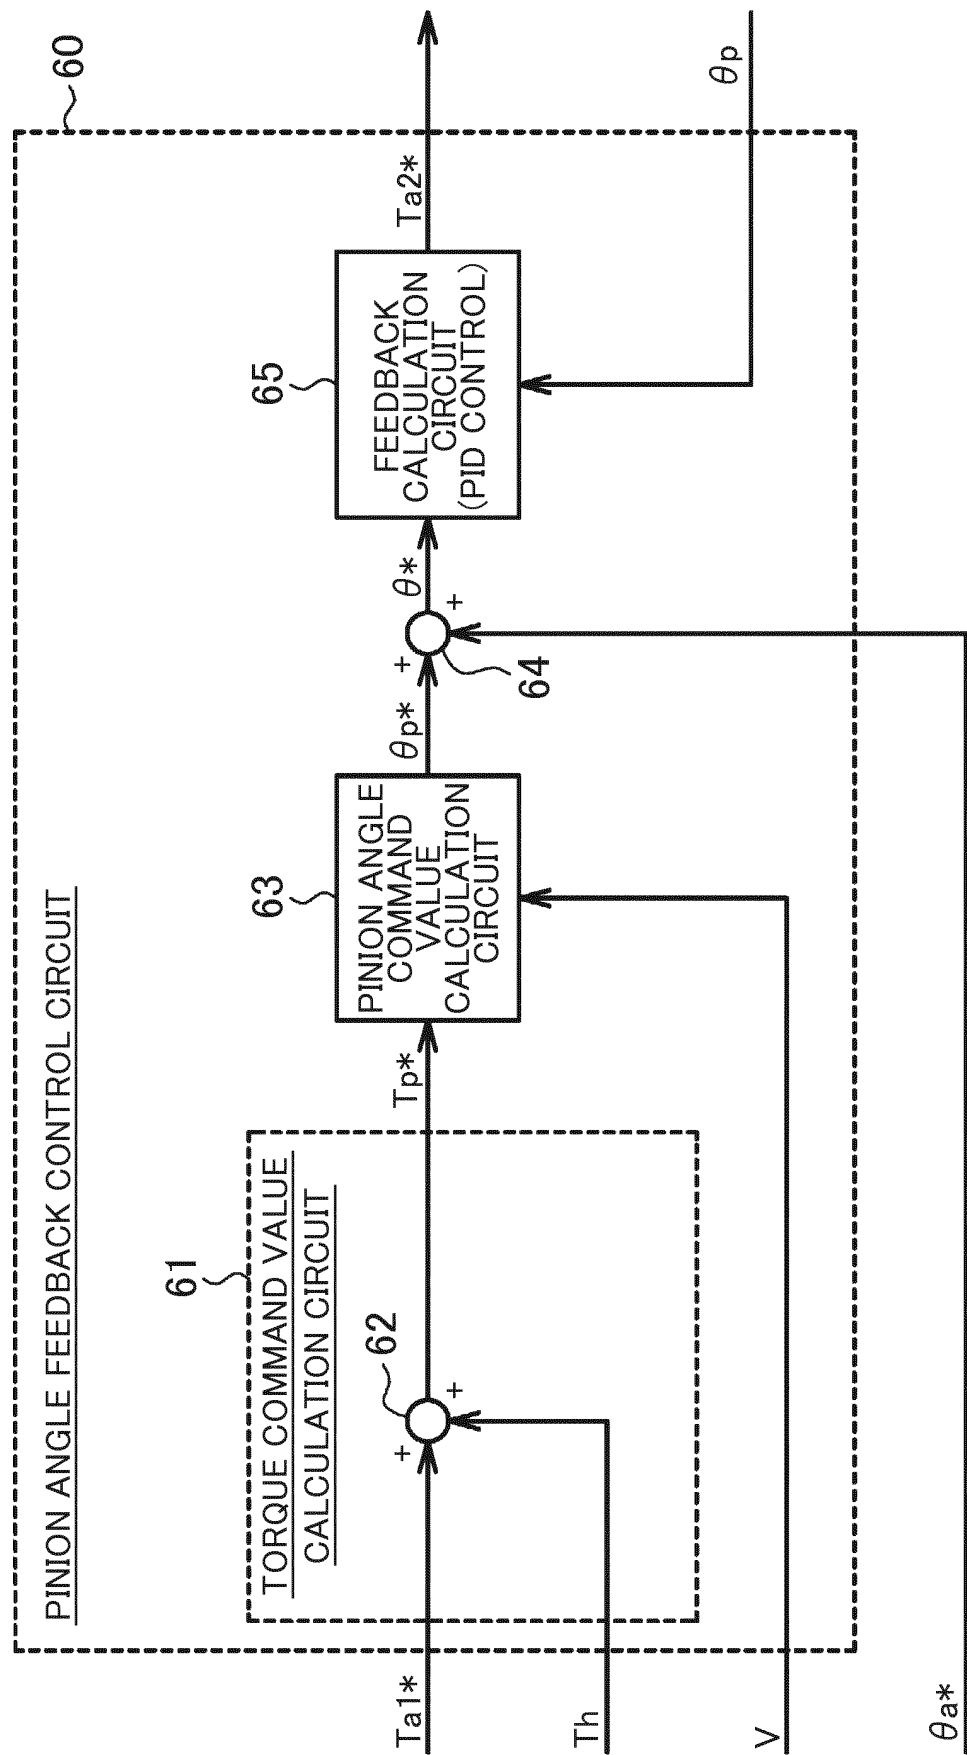 60
PINION ANGLE FEEDBACK CONTROL CIRCUIT
61
TORQUE COMMAND VALUE
CALCULATION CIRCUIT
62
63
65
Ta1*
+
+
Tp*
PINION ANGLE
COMMAND
VALUE
CALCULATION
CIRCUIT
θp*
+
+
64
θ*
FEEDBACK
CALCULATION
CIRCUIT
(PID CONTROL)
Ta2*
Th
V
θp
θa*